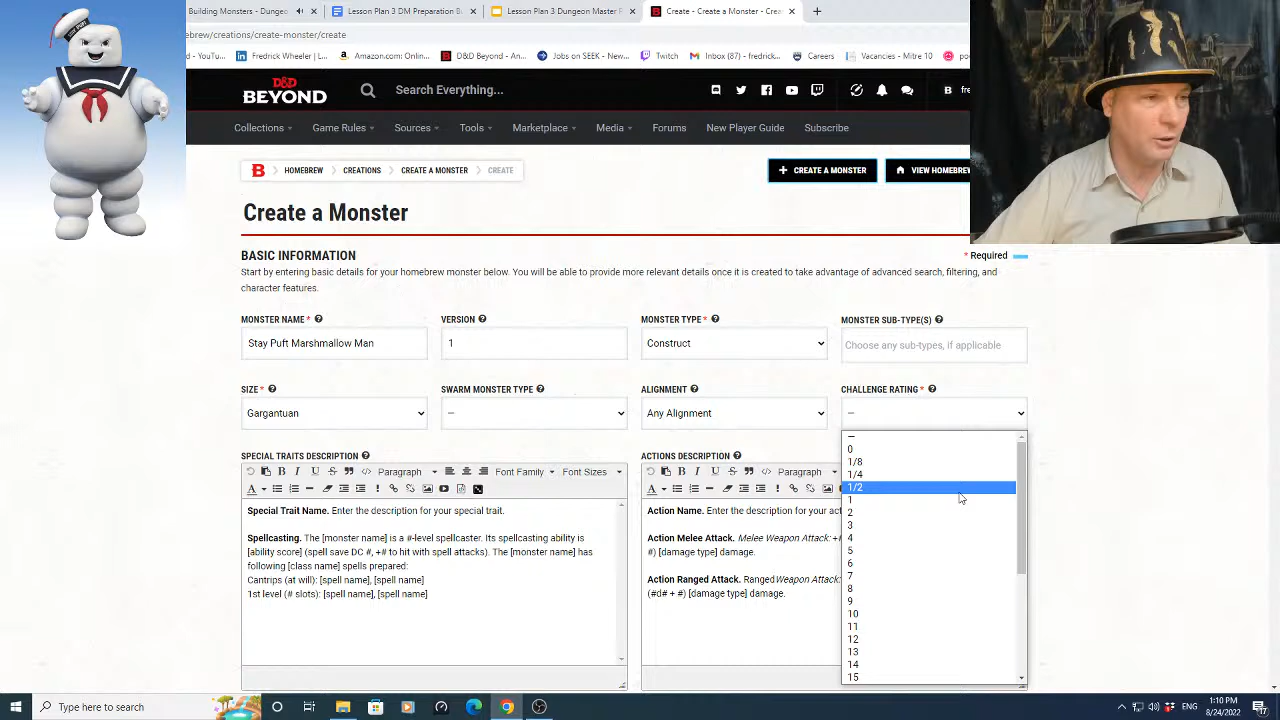 Building Monsters - Dunge
Lesson Plan 3 DM Preparation B
Lesson Plan 3 Dungeon Master
Create - Create a Monster - Crea
ebrew/creations/create-monster/create
- YouTube
Fredrick Wheeler | L...
Amazon.com: Onlin...
D&D Beyond - An...
Jobs on SEEK - New...
Twitch
Inbox (87) - fredrick...
Careers
Vacancies - Mitre 10
D&D
BEYOND
Search Everything...
Collections
Game Rules
Sources
Tools
Marketplace
Media
Forums
New Player Guide
Subscribe
B
HOMEBREW
CREATIONS
CREATE A MONSTER
CREATE
+ CREATE A MONSTER
VIEW HOMEBREW
Create a Monster
BASIC INFORMATION
* Required
Start by entering basic details for your homebrew monster below. You will be able to provide more relevant details once it is created to take advantage of advanced search, filtering, and
character features.
MONSTER NAME *
VERSION
MONSTER TYPE *
MONSTER SUB-TYPE(S)
Stay Puft Marshmallow Man
1
Construct
Choose any sub-types, if applicable
SIZE *
SWARM MONSTER TYPE
ALIGNMENT
CHALLENGE RATING *
Gargantuan
--
Any Alignment
--
SPECIAL TRAITS DESCRIPTION
Paragraph
Font Family
Font Sizes
Special Trait Name. Enter the description for your special trait.
Spellcasting. The [monster name] is a #-level spellcaster. Its spellcasting ability is
[ability score] (spell save DC #, +# to hit with spell attacks). The [monster name] has
following [class name] spells prepared:
Cantrips (at will): [spell name], [spell name]
1st level (# slots): [spell name], [spell name]
ACTIONS DESCRIPTION
Paragraph
Action Name. Enter the description for your act
Action Melee Attack. Melee Weapon Attack: +#
#) [damage type] damage.
Action Ranged Attack. Ranged Weapon Attack:
(#d# + #) [damage type] damage.
--
0
1/8
1/4
1/2
1
2
3
4
5
6
7
8
9
10
11
12
13
14
15
Type here to search
ENG
1:10 PM
8/24/2022
17